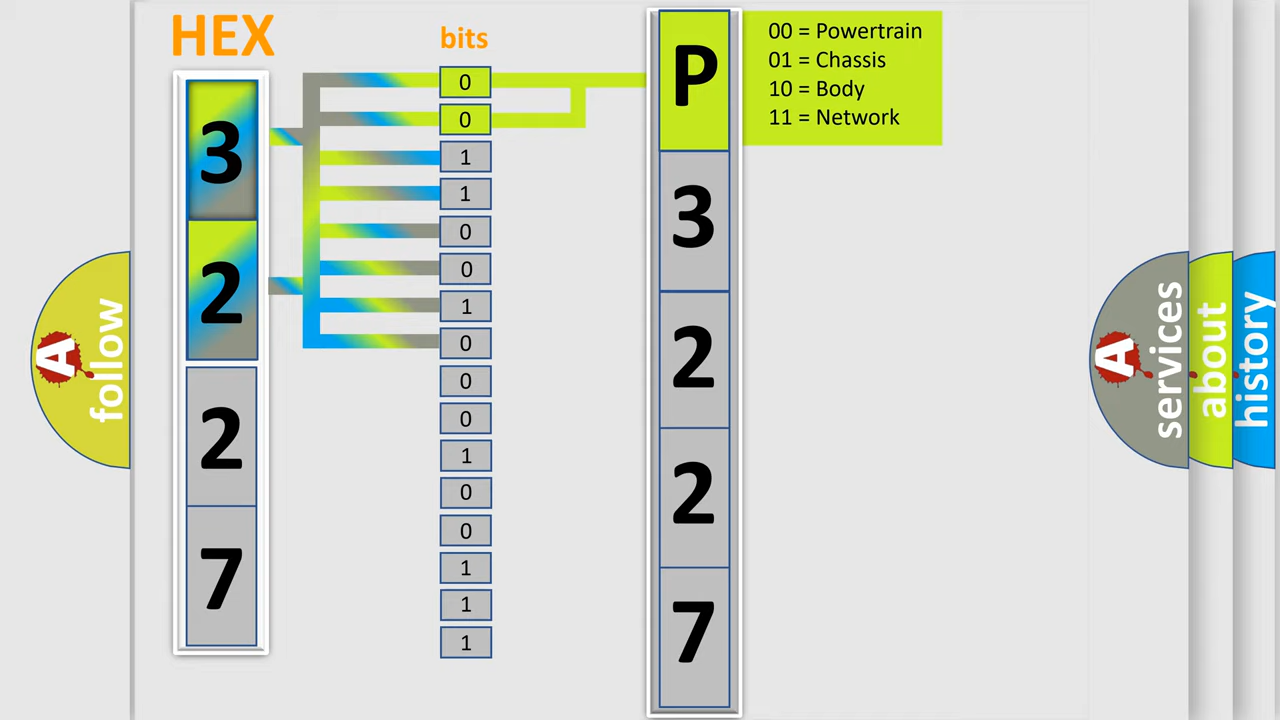 HEX
bits
3
2
2
7
0
0
1
1
0
0
1
0
0
0
1
0
0
1
1
1
P
3
2
2
7
00 = Powertrain
01 = Chassis
10 = Body
11 = Network
A
follow
A
services
about
history